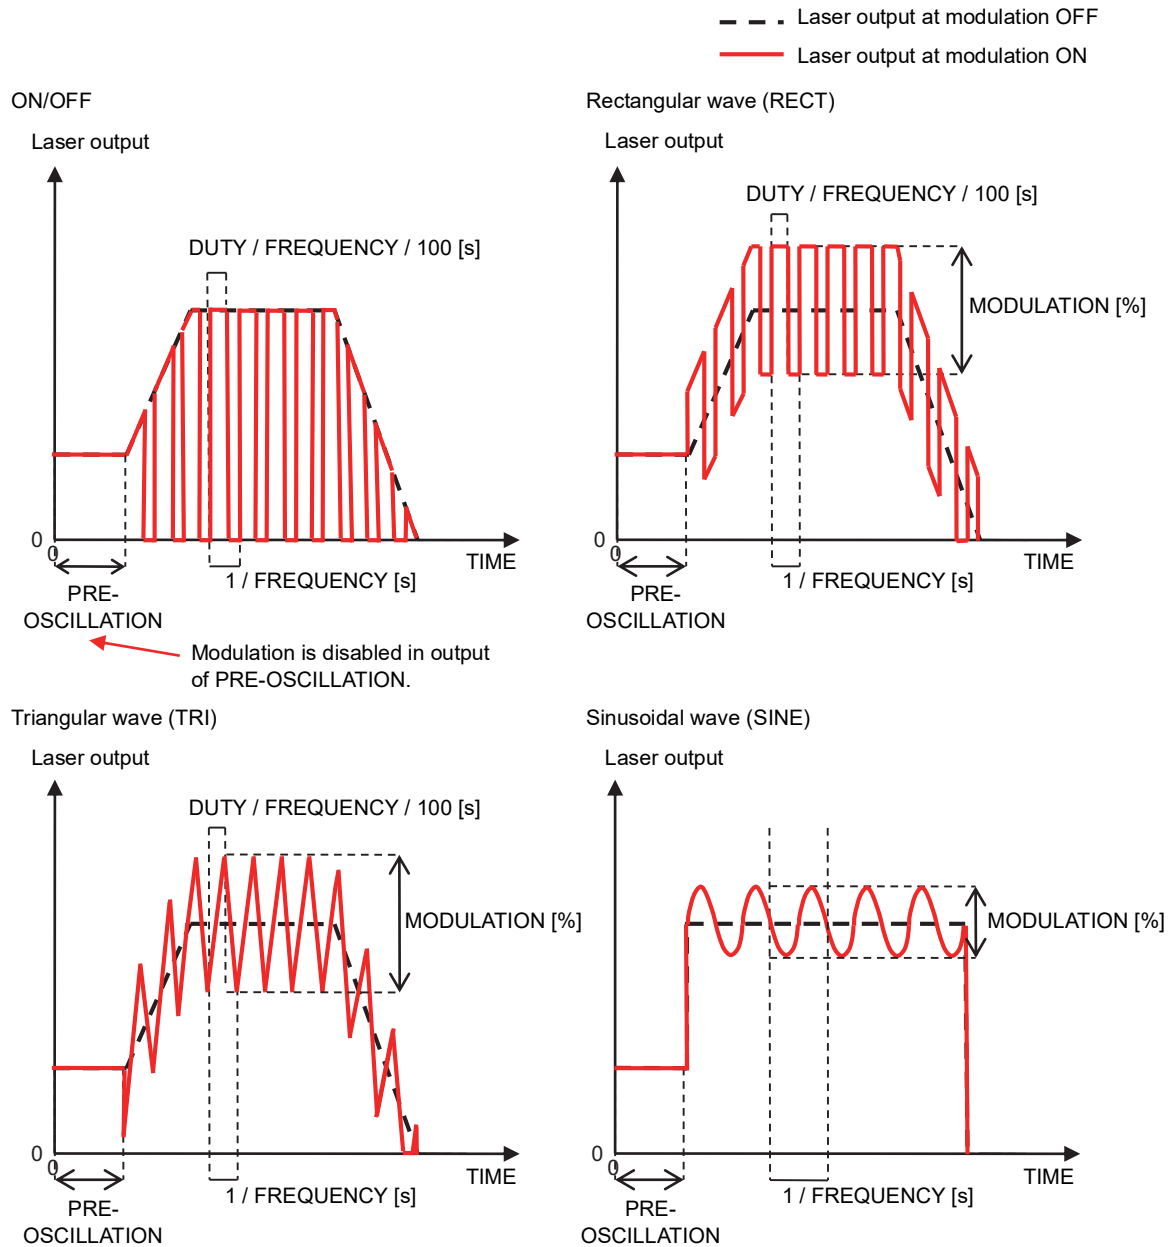 Laser output at modulation OFF
Laser output at modulation ON
ON/OFF
Laser output
DUTY / FREQUENCY / 100 [s]
0
0
TIME
1 / FREQUENCY [s]
PRE-
OSCILLATION
Modulation is disabled in output
of PRE-OSCILLATION.
Rectangular wave (RECT)
Laser output
DUTY / FREQUENCY / 100 [s]
MODULATION [%]
0
0
TIME
1 / FREQUENCY [s]
PRE-
OSCILLATION
Triangular wave (TRI)
Laser output
DUTY / FREQUENCY / 100 [s]
MODULATION [%]
0
0
TIME
1 / FREQUENCY [s]
PRE-
OSCILLATION
Sinusoidal wave (SINE)
Laser output
MODULATION [%]
0
0
TIME
1 / FREQUENCY [s]
PRE-
OSCILLATION